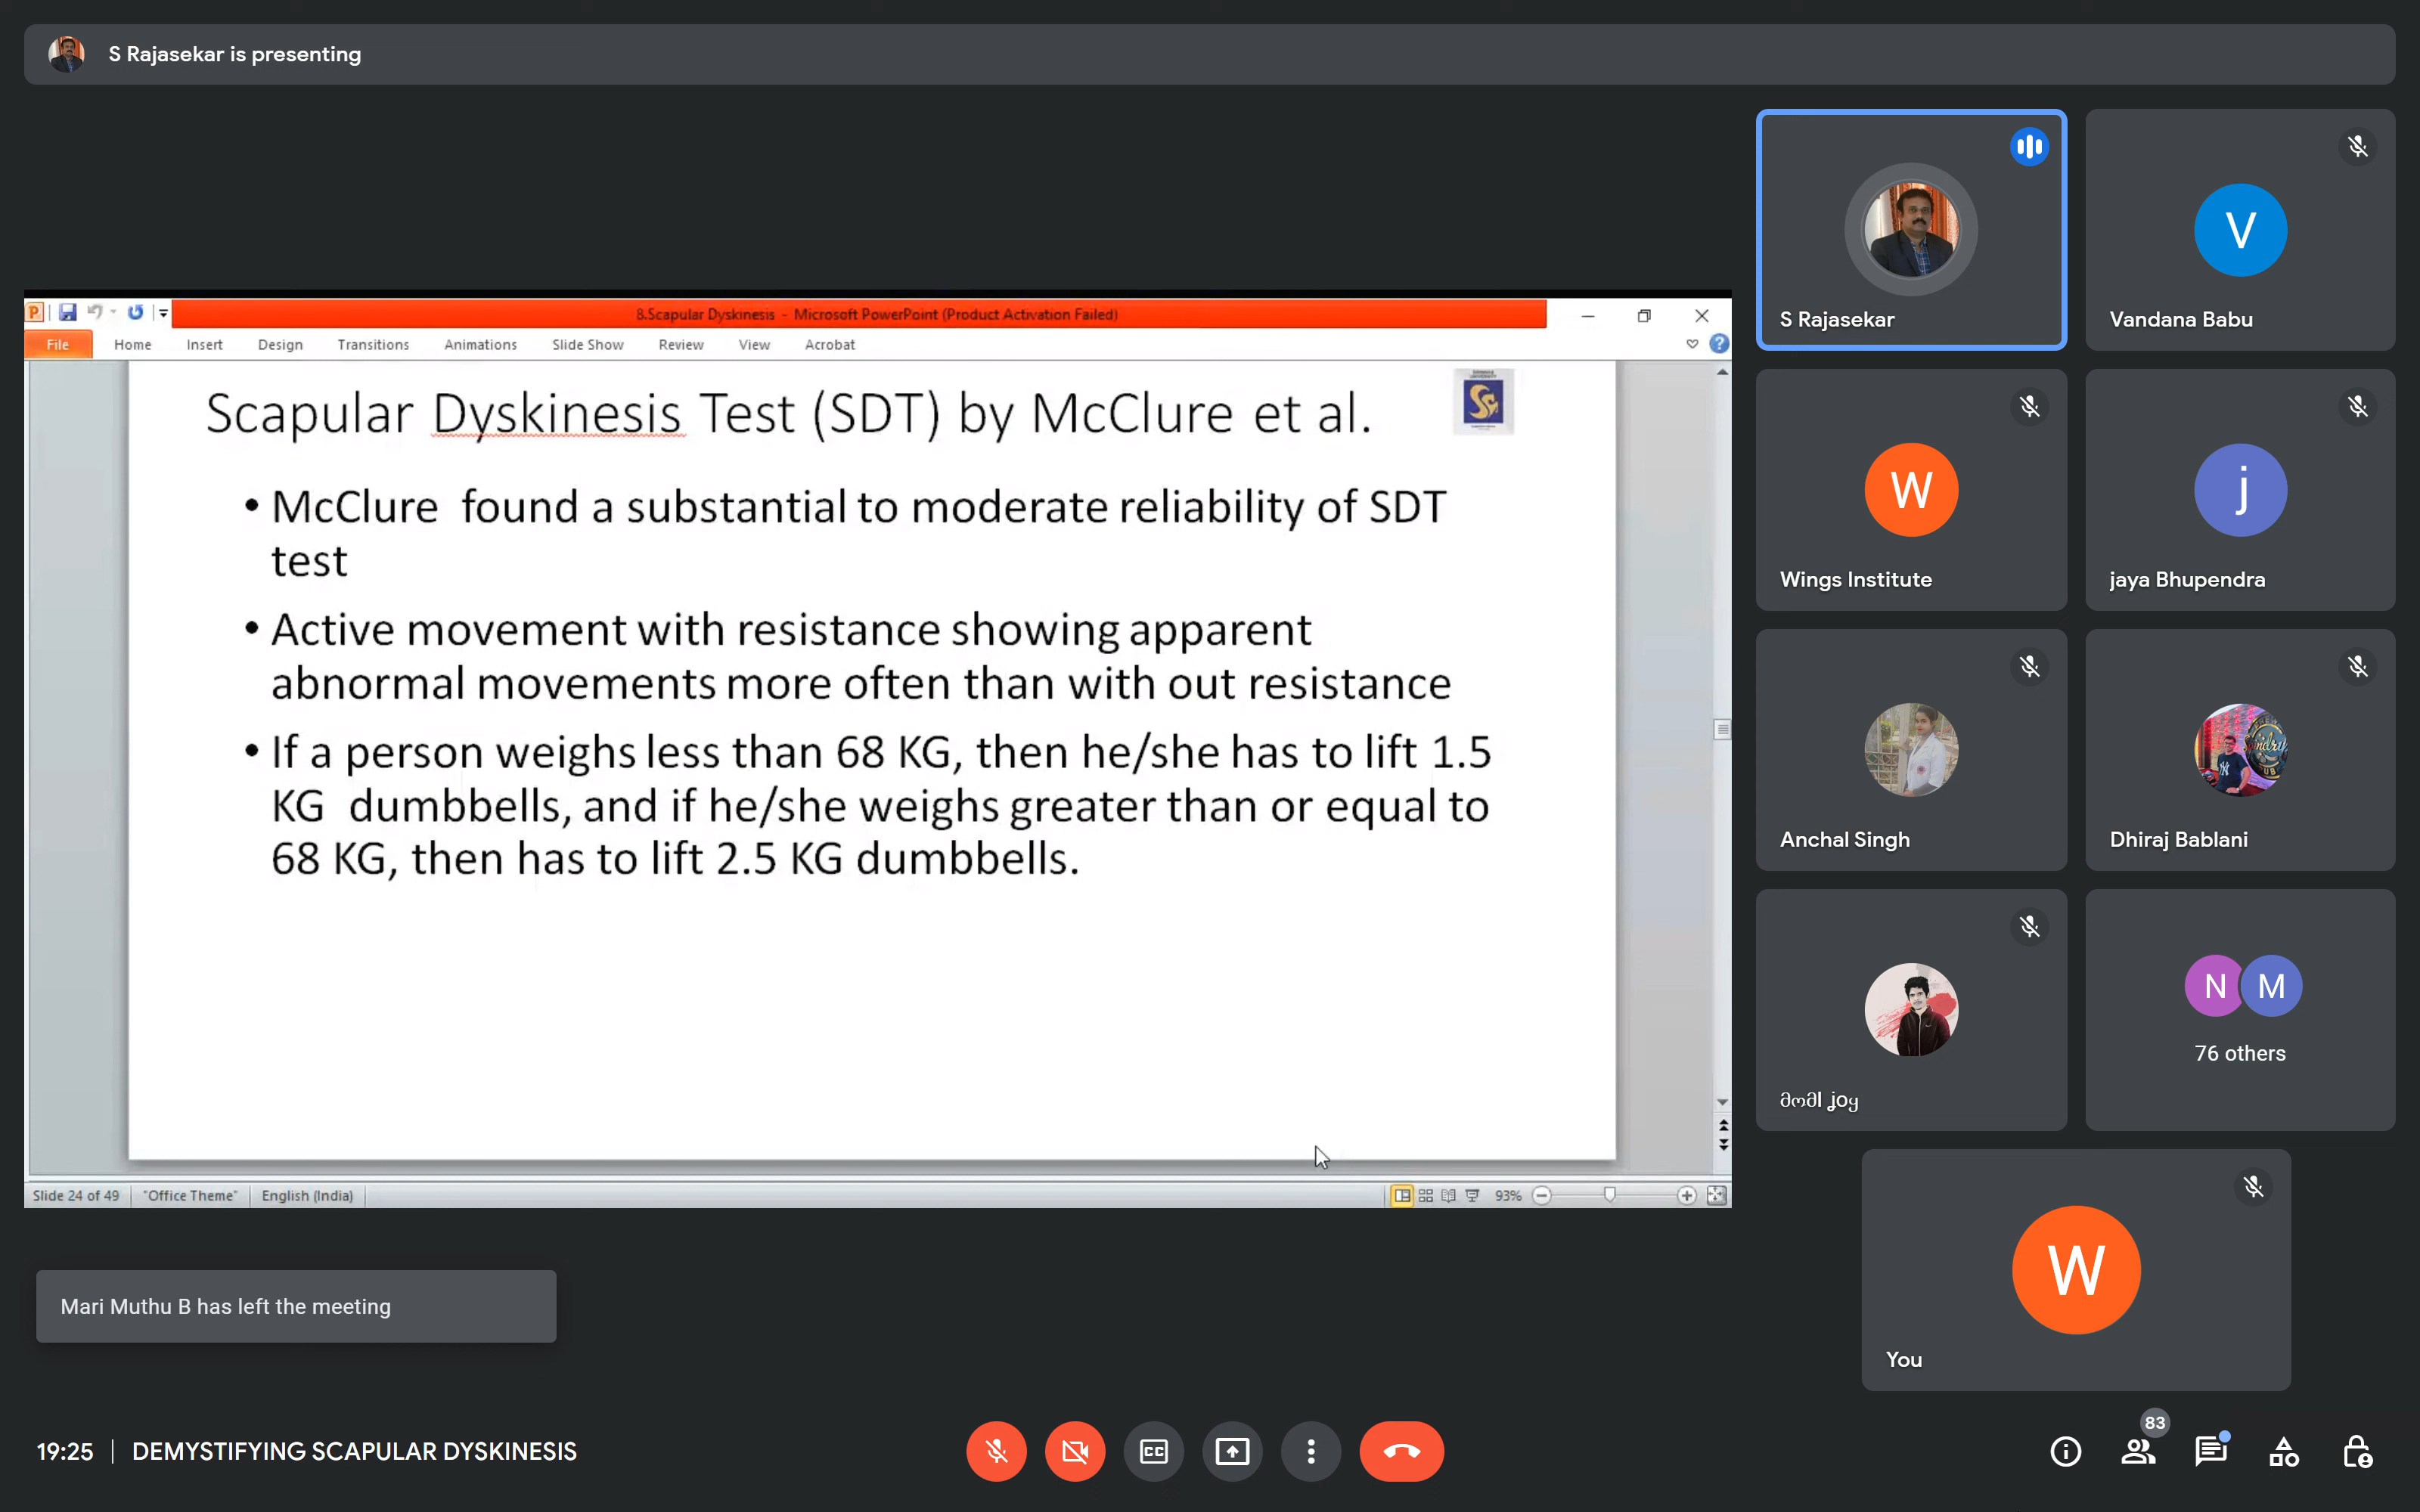 S Rajasekar is presenting
8.Scapular Dyskinesis - Microsoft PowerPoint (Product Activation Failed)
File Home Insert Design Transitions Animations Slide Show Review View Acrobat
Scapular Dyskinesis Test (SDT) by McClure et al.
• McClure found a substantial to moderate reliability of SDT
test
• Active movement with resistance showing apparent
abnormal movements more often than with out resistance
• If a person weighs less than 68 KG, then he/she has to lift 1.5
KG dumbbells, and if he/she weighs greater than or equal to
68 KG, then has to lift 2.5 KG dumbbells.
Slide 24 of 49 "Office Theme" English (India) 93%
S Rajasekar
V
Vandana Babu
W
Wings Institute
j
jaya Bhupendra
Anchal Singh
Dhiraj Bablani
N M
76 others
W
You
Mari Muthu B has left the meeting
19:25 | DEMYSTIFYING SCAPULAR DYSKINESIS
CC
83